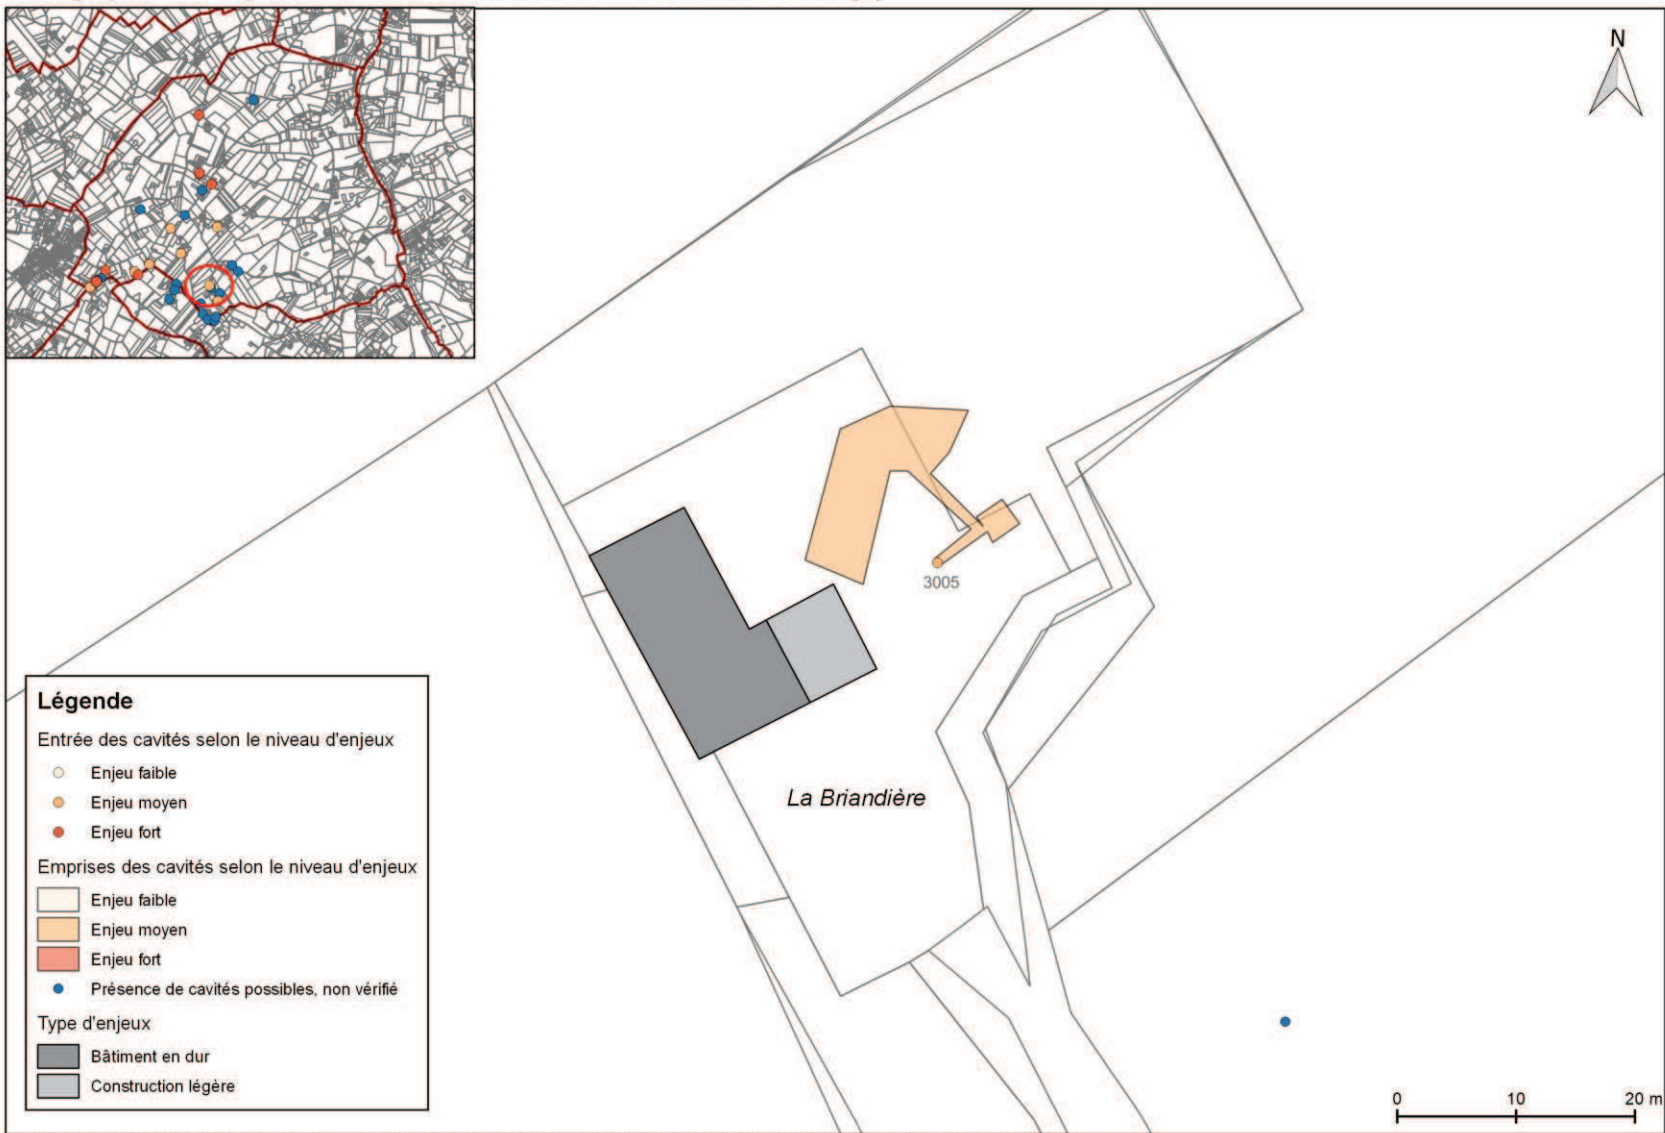 N
3005
La Briandière
Légende
Entrée des cavités selon le niveau d'enjeux
Enjeu faible
Enjeu moyen
Enjeu fort
Emprises des cavités selon le niveau d'enjeux
Enjeu faible
Enjeu moyen
Enjeu fort
Présence de cavités possibles, non vérifié
Type d'enjeux
Bâtiment en dur
Construction légère
0 10 20 m